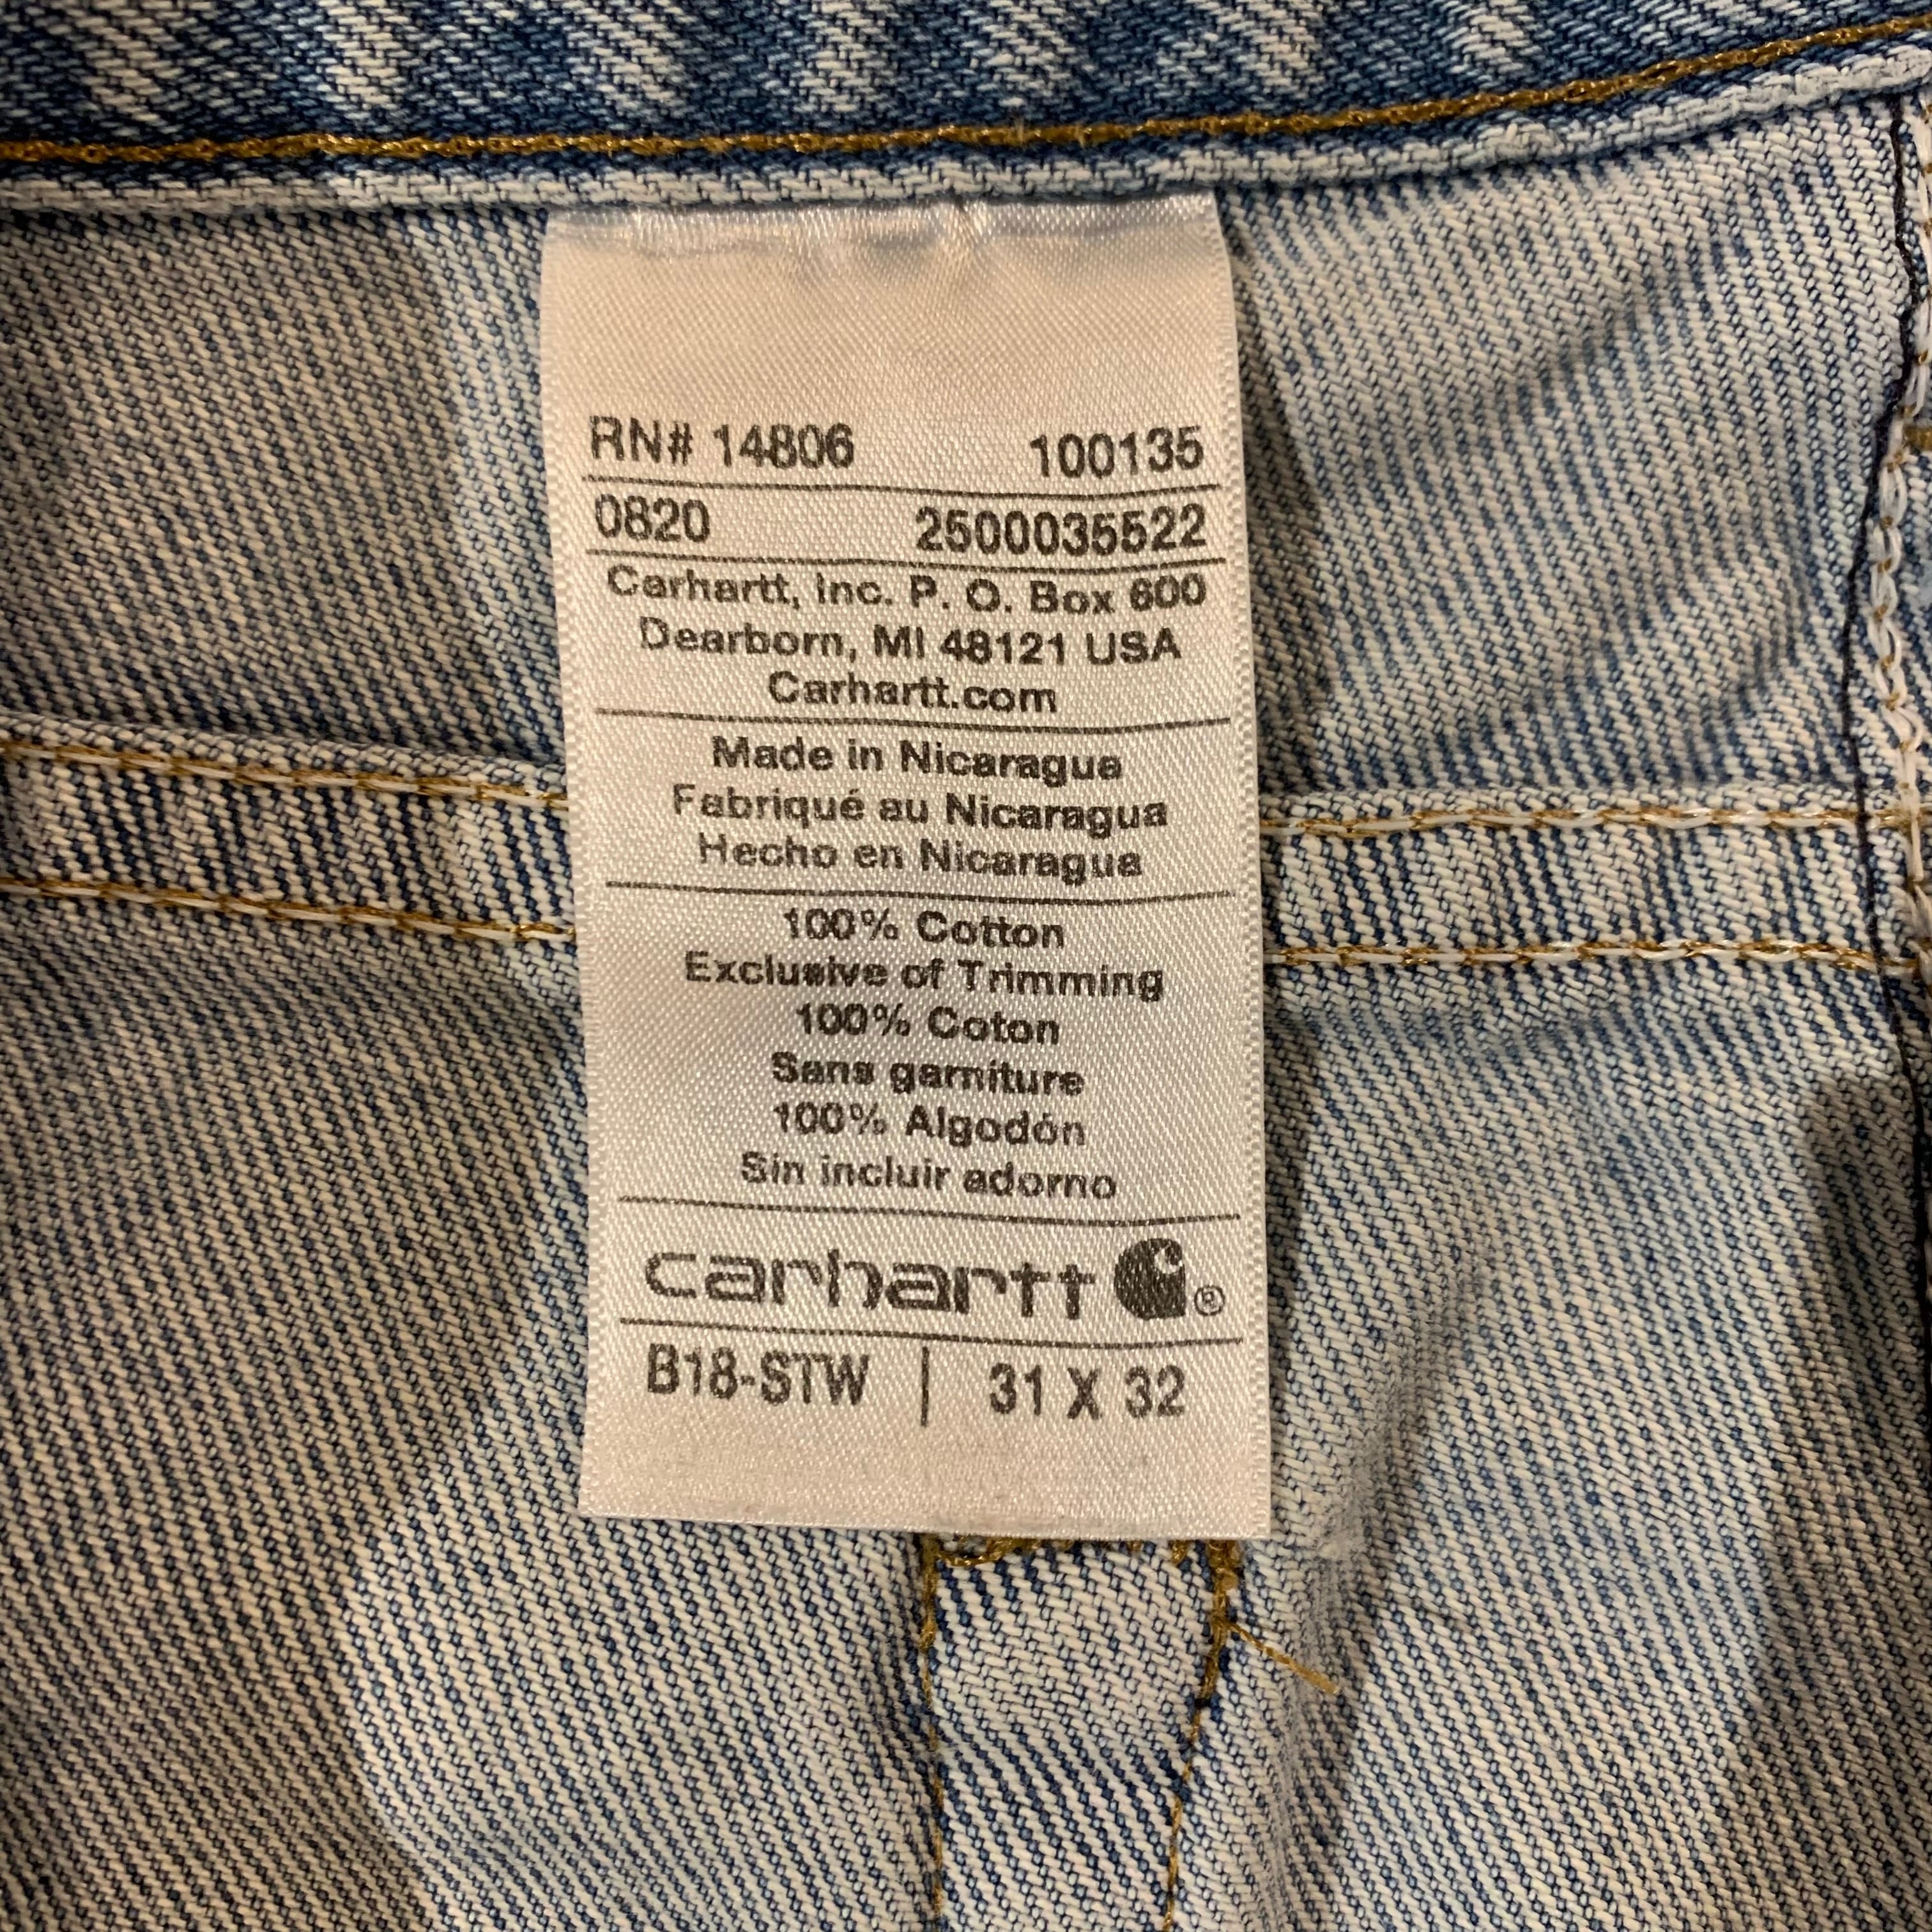 RN# 14806 100135
0820 2500035522
Carhartt, Inc. P. O. Box 600
Dearborn, MI 48121 USA
Carhartt.com
Made in Nicaragua
Fabriqué au Nicaragua
Hecho en Nicaragua
100% Cotton
Exclusive of Trimming
100% Coton
Sans garniture
100% Algodón
Sin incluir adorno
carhartt ®
B18-STW | 31 X 32